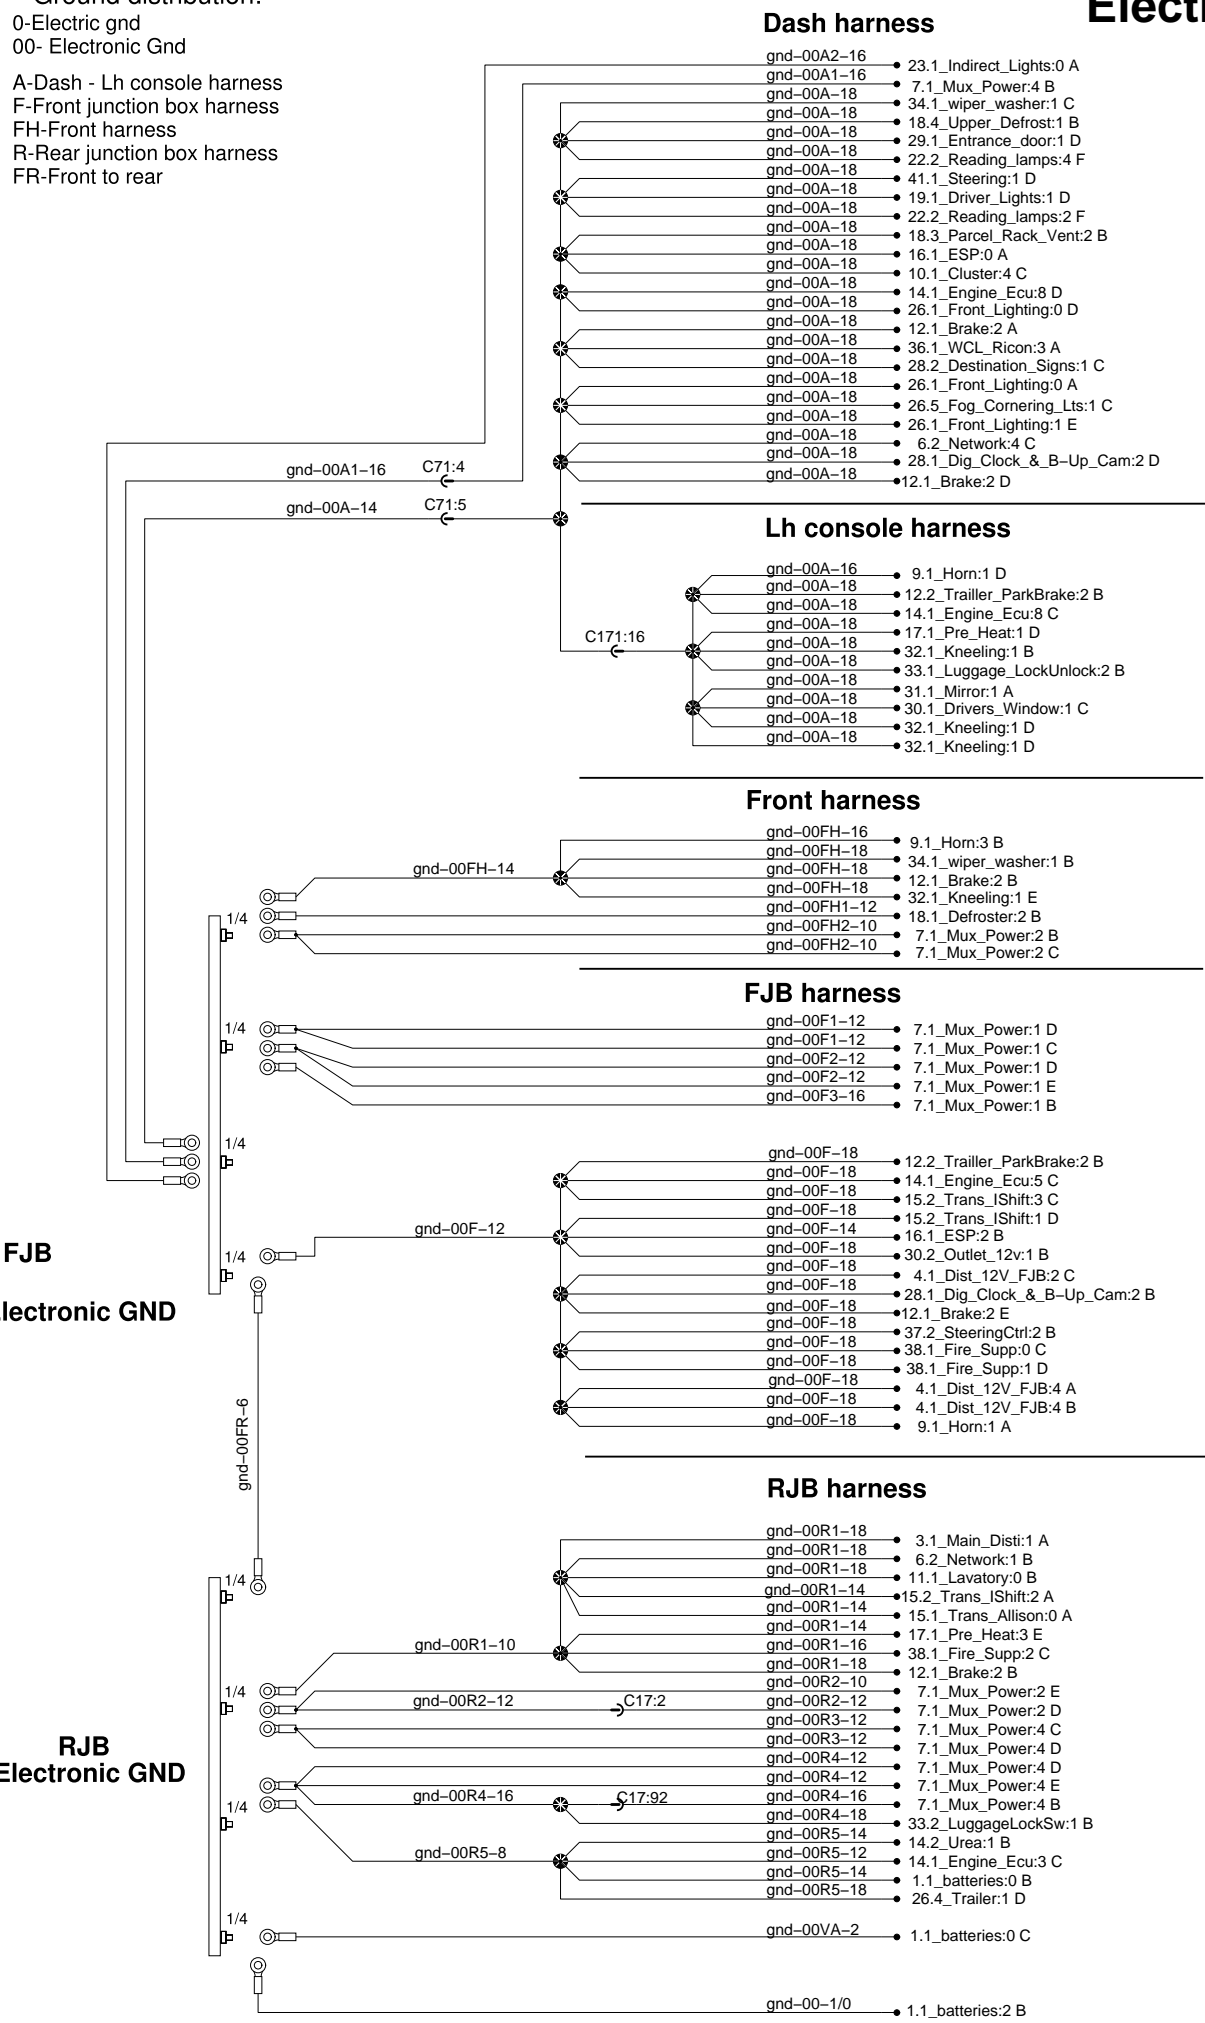 Ground distribution:
0-Electric gnd
00- Electronic Gnd
A-Dash - Lh console harness
F-Front junction box harness
FH-Front harness
R-Rear junction box harness
FR-Front to rear
Electr
Dash harness
gnd-00A2-16 23.1_Indirect_Lights:0 A
gnd-00A1-16 7.1_Mux_Power:4 B
gnd-00A-18 34.1_wiper_washer:1 C
gnd-00A-18 18.4_Upper_Defrost:1 B
gnd-00A-18 29.1_Entrance_door:1 D
gnd-00A-18 22.2_Reading_lamps:4 F
gnd-00A-18 41.1_Steering:1 D
gnd-00A-18 19.1_Driver_Lights:1 D
gnd-00A-18 22.2_Reading_lamps:2 F
gnd-00A-18 18.3_Parcel_Rack_Vent:2 B
gnd-00A-18 16.1_ESP:0 A
gnd-00A-18 10.1_Cluster:4 C
gnd-00A-18 14.1_Engine_Ecu:8 D
gnd-00A-18 26.1_Front_Lighting:0 D
gnd-00A-18 12.1_Brake:2 A
gnd-00A-18 36.1_WCL_Ricon:3 A
gnd-00A-18 28.2_Destination_Signs:1 C
gnd-00A-18 26.1_Front_Lighting:0 A
gnd-00A-18 26.5_Fog_Cornering_Lts:1 C
gnd-00A-18 26.1_Front_Lighting:1 E
gnd-00A-18 6.2_Network:4 C
gnd-00A-18 28.1_Dig_Clock_&_B-Up_Cam:2 D
gnd-00A-18 12.1_Brake:2 D
gnd-00A1-16 C71:4
gnd-00A-14 C71:5
Lh console harness
gnd-00A-16 9.1_Horn:1 D
gnd-00A-18 12.2_Trailler_ParkBrake:2 B
gnd-00A-18 14.1_Engine_Ecu:8 C
gnd-00A-18 17.1_Pre_Heat:1 D
C171:16 gnd-00A-18 32.1_Kneeling:1 B
gnd-00A-18 33.1_Luggage_LockUnlock:2 B
gnd-00A-18 31.1_Mirror:1 A
gnd-00A-18 30.1_Drivers_Window:1 C
gnd-00A-18 32.1_Kneeling:1 D
gnd-00A-18 32.1_Kneeling:1 D
Front harness
gnd-00FH-16 9.1_Horn:3 B
gnd-00FH-18 34.1_wiper_washer:1 B
gnd-00FH-14 gnd-00FH-18 12.1_Brake:2 B
gnd-00FH-18 32.1_Kneeling:1 E
1/4 gnd-00FH1-12 18.1_Defroster:2 B
gnd-00FH2-10 7.1_Mux_Power:2 B
gnd-00FH2-10 7.1_Mux_Power:2 C
FJB harness
1/4 gnd-00F1-12 7.1_Mux_Power:1 D
gnd-00F1-12 7.1_Mux_Power:1 C
gnd-00F2-12 7.1_Mux_Power:1 D
gnd-00F2-12 7.1_Mux_Power:1 E
gnd-00F3-16 7.1_Mux_Power:1 B
1/4
gnd-00F-18 12.2_Trailler_ParkBrake:2 B
gnd-00F-18 14.1_Engine_Ecu:5 C
gnd-00F-18 15.2_Trans_IShift:3 C
gnd-00F-18 15.2_Trans_IShift:1 D
gnd-00F-12 gnd-00F-14 16.1_ESP:2 B
FJB 1/4 gnd-00F-18 30.2_Outlet_12v:1 B
gnd-00F-18 4.1_Dist_12V_FJB:2 C
gnd-00F-18 28.1_Dig_Clock_&_B-Up_Cam:2 B
lectronic GND gnd-00F-18 12.1_Brake:2 E
gnd-00F-18 37.2_SteeringCtrl:2 B
gnd-00F-18 38.1_Fire_Supp:0 C
gnd-00F-18 38.1_Fire_Supp:1 D
gnd-00F-18 4.1_Dist_12V_FJB:4 A
gnd-00F-18 4.1_Dist_12V_FJB:4 B
gnd-00F-18 9.1_Horn:1 A
gnd-00FR-6
RJB harness
gnd-00R1-18 3.1_Main_Disti:1 A
gnd-00R1-18 6.2_Network:1 B
1/4 gnd-00R1-18 11.1_Lavatory:0 B
gnd-00R1-14 15.2_Trans_IShift:2 A
gnd-00R1-14 15.1_Trans_Allison:0 A
gnd-00R1-14 17.1_Pre_Heat:3 E
gnd-00R1-10 gnd-00R1-16 38.1_Fire_Supp:2 C
gnd-00R1-18 12.1_Brake:2 B
1/4 gnd-00R2-10 7.1_Mux_Power:2 E
gnd-00R2-12 C17:2 gnd-00R2-12 7.1_Mux_Power:2 D
gnd-00R3-12 7.1_Mux_Power:4 C
RJB gnd-00R3-12 7.1_Mux_Power:4 D
Electronic GND gnd-00R4-12 7.1_Mux_Power:4 D
gnd-00R4-12 7.1_Mux_Power:4 E
1/4 gnd-00R4-16 C17:92 gnd-00R4-16 7.1_Mux_Power:4 B
gnd-00R4-18 33.2_LuggageLockSw:1 B
gnd-00R5-14 14.2_Urea:1 B
gnd-00R5-8 gnd-00R5-12 14.1_Engine_Ecu:3 C
gnd-00R5-14 1.1_batteries:0 B
gnd-00R5-18 26.4_Trailer:1 D
1/4 gnd-00VA-2 1.1_batteries:0 C
gnd-00-1/0 1.1_batteries:2 B